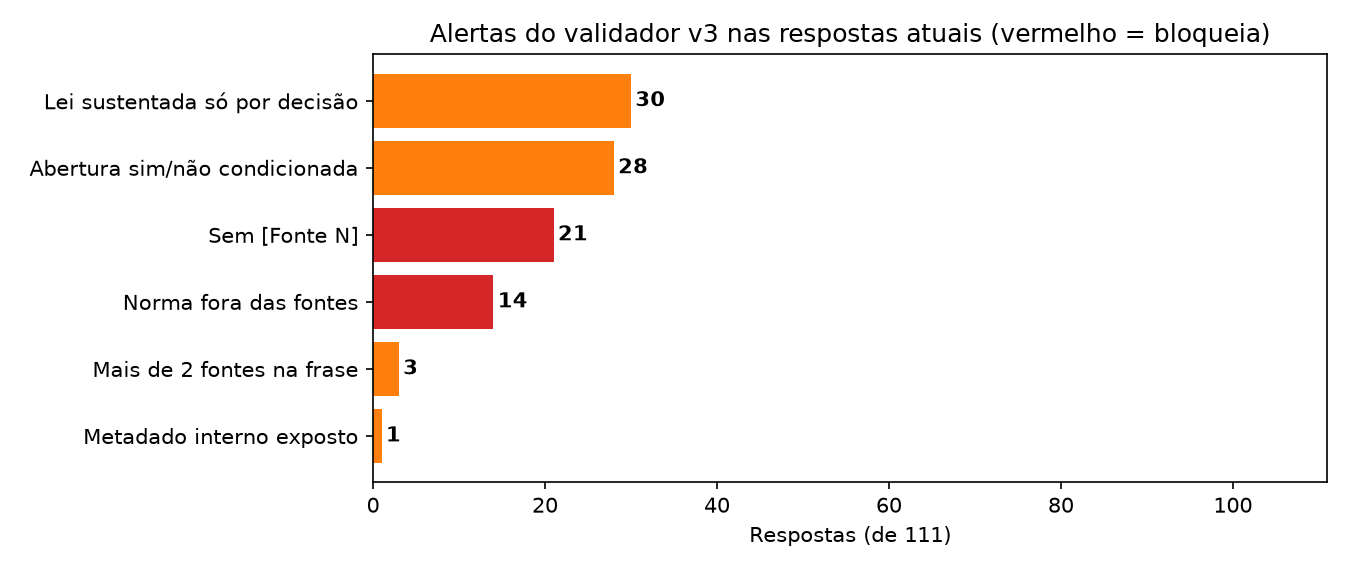 Alertas do validador v3 nas respostas atuais (vermelho = bloqueia)
Lei sustentada só por decisão 30
Abertura sim/não condicionada 28
Sem [Fonte N] 21
Norma fora das fontes 14
Mais de 2 fontes na frase 3
Metadado interno exposto 1
0 20 40 60 80 100
Respostas (de 111)